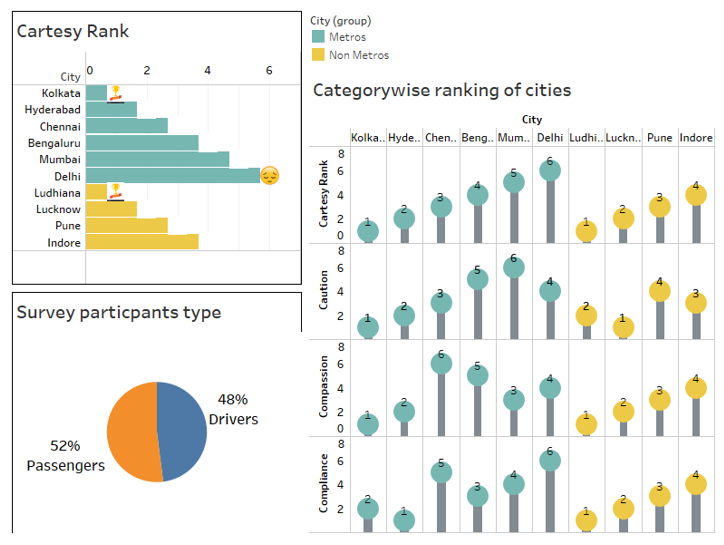 Cartesy Rank
City
0 2 4 6
Kolkata
Hyderabad
Chennai
Bengaluru
Mumbai
Delhi
Ludhiana
Lucknow
Pune
Indore
Survey particpants type
48%
Drivers
52%
Passengers
City (group)
Metros
Non Metros
Categorywise ranking of cities
City
Kolka.. Hyde.. Chen.. Beng.. Mum.. Delhi Ludhi.. Luckn.. Pune Indore
Cartesy Rank
8
6
4
2
0
1 2 3 4 5 6 1 2 3 4
Caution
8
6
4
2
1 2 3 5 6 4 2 1 4 3
Compassion
8
6
4
2
0
1 2 6 5 3 4 1 2 3 4
Compliance
8
6
4
2
2 1 5 3 4 6 1 2 3 4